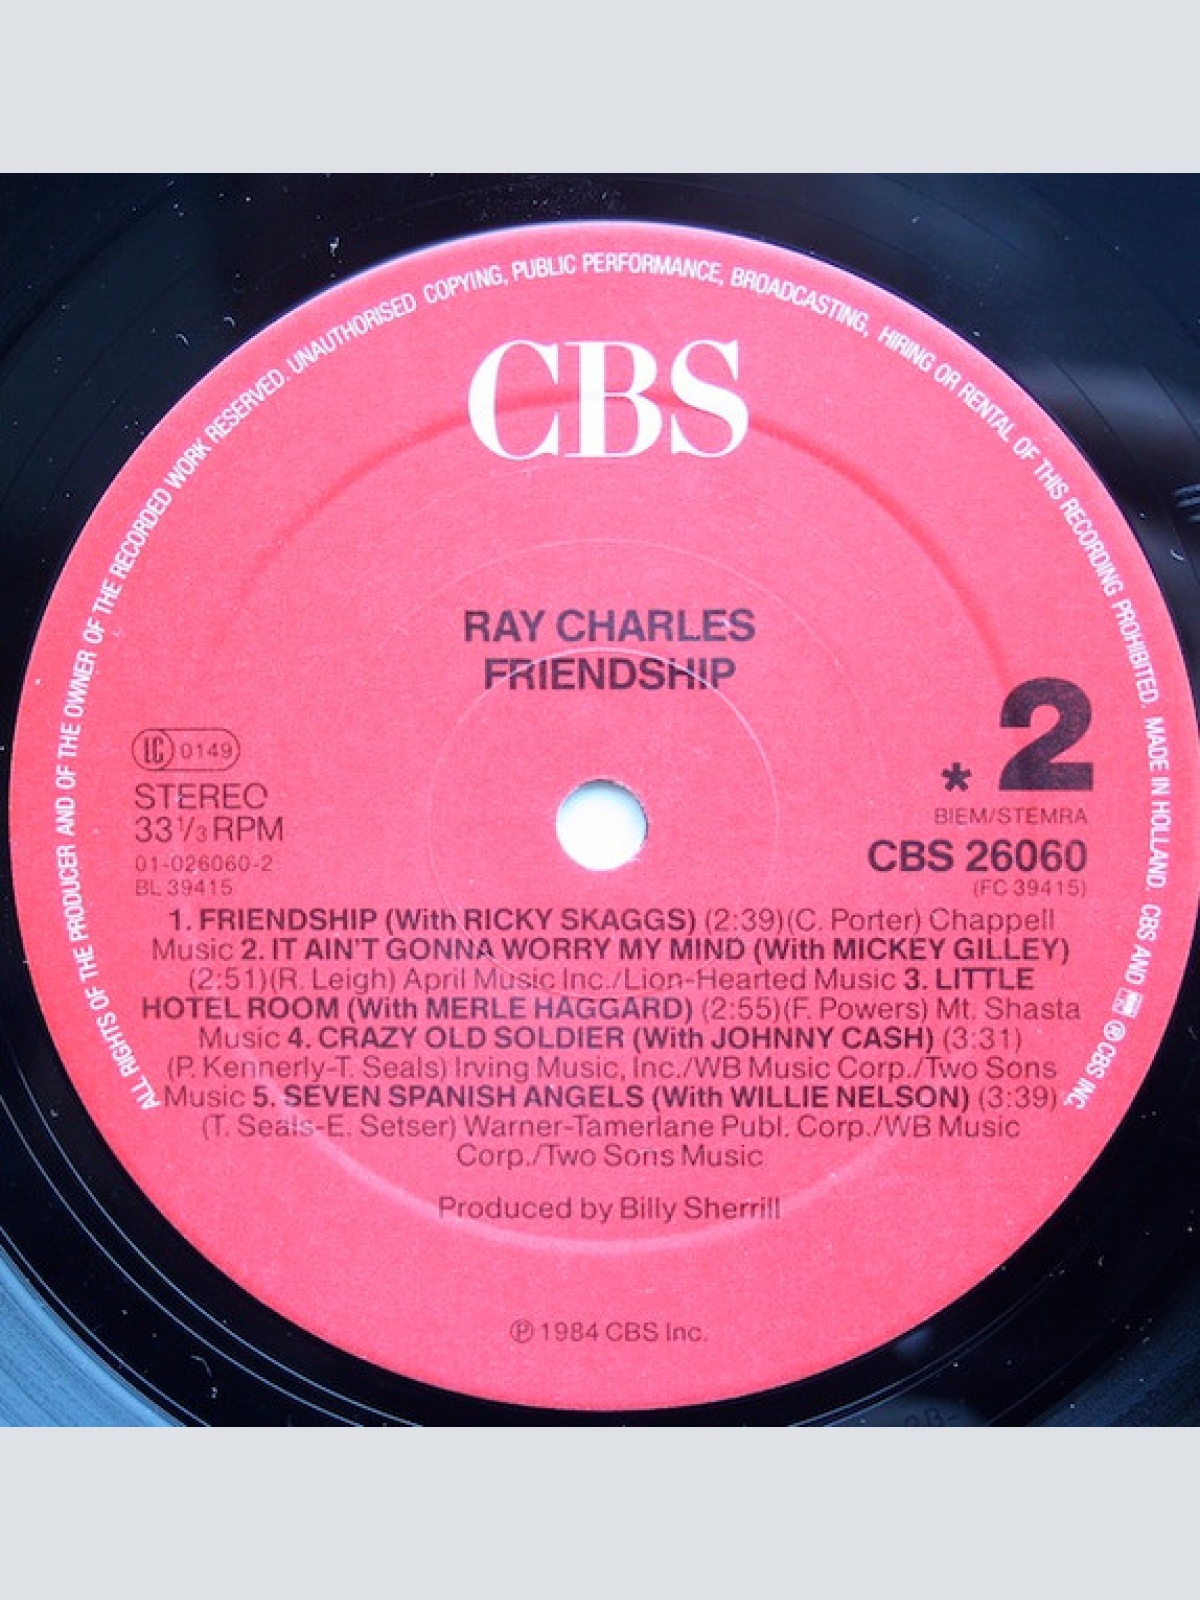 ALL RIGHTS OF THE PRODUCER AND OF THE OWNER OF THE RECORDED WORK RESERVED. UNAUTHORISED COPYING, PUBLIC PERFORMANCE, BROADCASTING, HIRING OR RENTAL OF THIS RECORDING PROHIBITED. MADE IN HOLLAND. CBS AND ® CBS INC.
CBS
RAY CHARLES
FRIENDSHIP
LC 0149
STEREO
33 1/3 RPM
01-026060-2
BL 39415
* 2
BIEM/STEMRA
CBS 26060
(FC 39415)
1. FRIENDSHIP (With RICKY SKAGGS) (2:39)(C. Porter) Chappell
Music 2. IT AIN'T GONNA WORRY MY MIND (With MICKEY GILLEY)
(2:51)(R. Leigh) April Music Inc./Lion-Hearted Music 3. LITTLE
HOTEL ROOM (With MERLE HAGGARD) (2:55)(F. Powers) Mt. Shasta
Music 4. CRAZY OLD SOLDIER (With JOHNNY CASH) (3:31)
(P. Kennerly-T. Seals) Irving Music, Inc./WB Music Corp./Two Sons
Music 5. SEVEN SPANISH ANGELS (With WILLIE NELSON) (3:39)
(T. Seals-E. Setser) Warner-Tamerlane Publ. Corp./WB Music
Corp./Two Sons Music
Produced by Billy Sherrill
℗ 1984 CBS Inc.